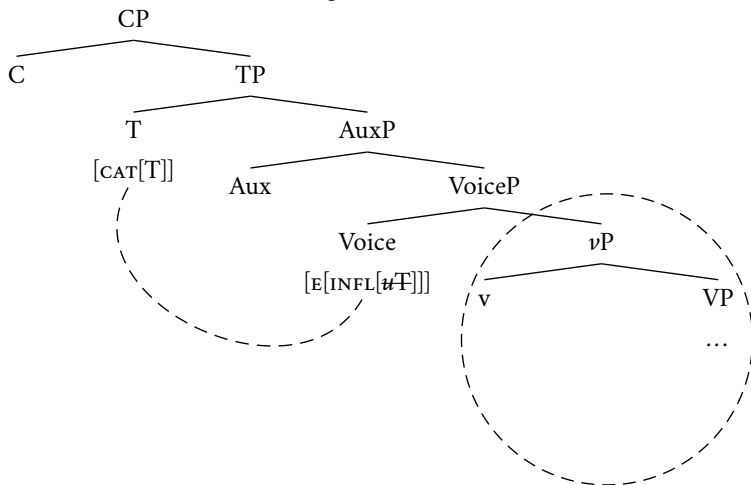 CP
C TP
T AuxP
[CAT[T]] Aux VoiceP
Voice vP
[E[INFL[uT]]] v VP
...